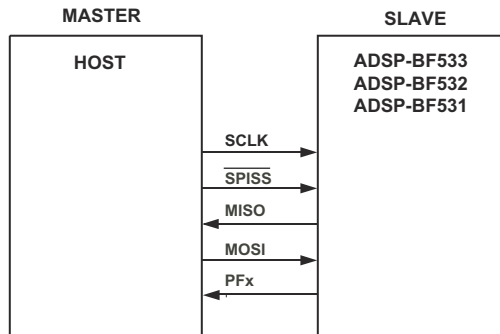 MASTER
SLAVE
HOST
ADSP-BF533
ADSP-BF532
ADSP-BF531
SCLK
SPISS
MISO
MOSI
PFx